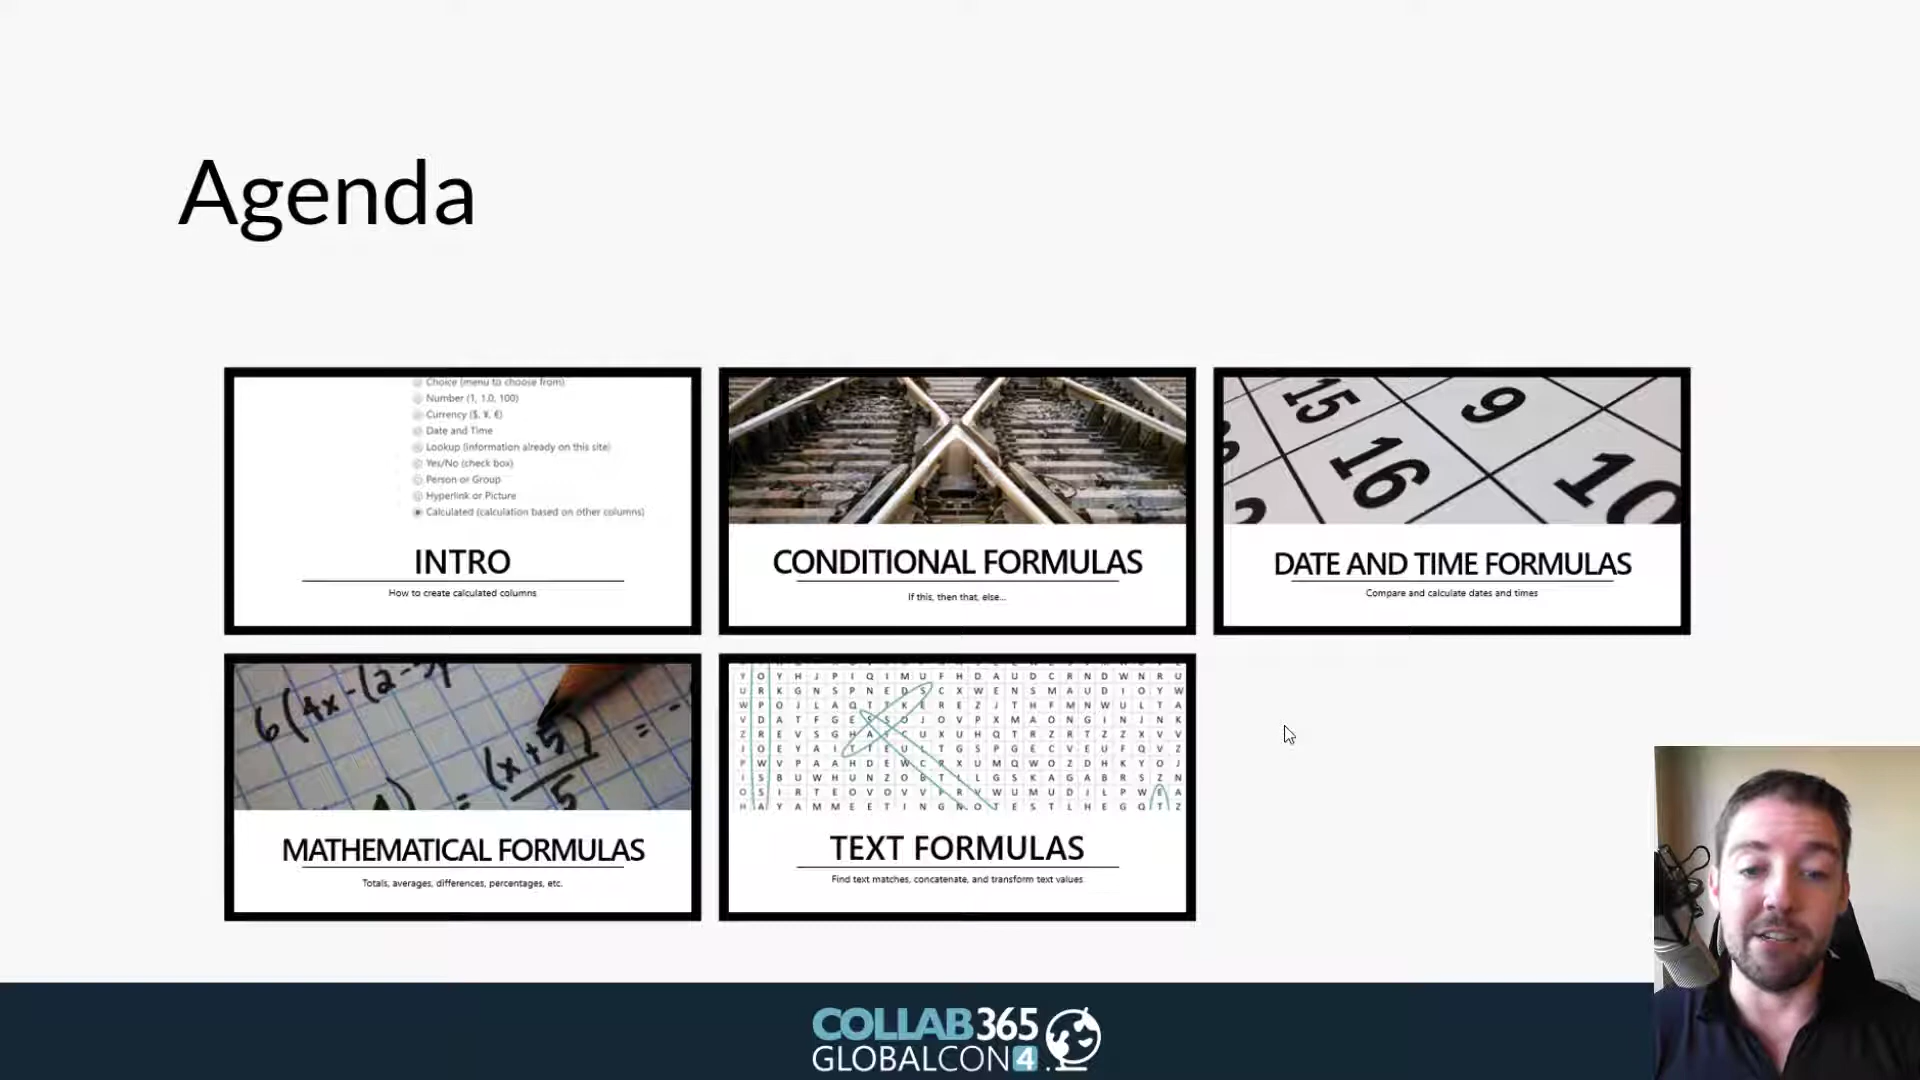 Agenda
Choice (menu to choose from)
Number (1, 1.0, 100)
Currency ($, ¥, €)
Date and Time
Lookup (information already on this site)
Yes/No (check box)
Person or Group
Hyperlink or Picture
Calculated (calculation based on other columns)
INTRO
How to create calculated columns
CONDITIONAL FORMULAS
If this, then that, else...
15
9
16
10
DATE AND TIME FORMULAS
Compare and calculate dates and times
MATHEMATICAL FORMULAS
Totals, averages, differences, percentages, etc.
TEXT FORMULAS
Find text matches, concatenate, and transform text values
COLLAB365
GLOBALCON4